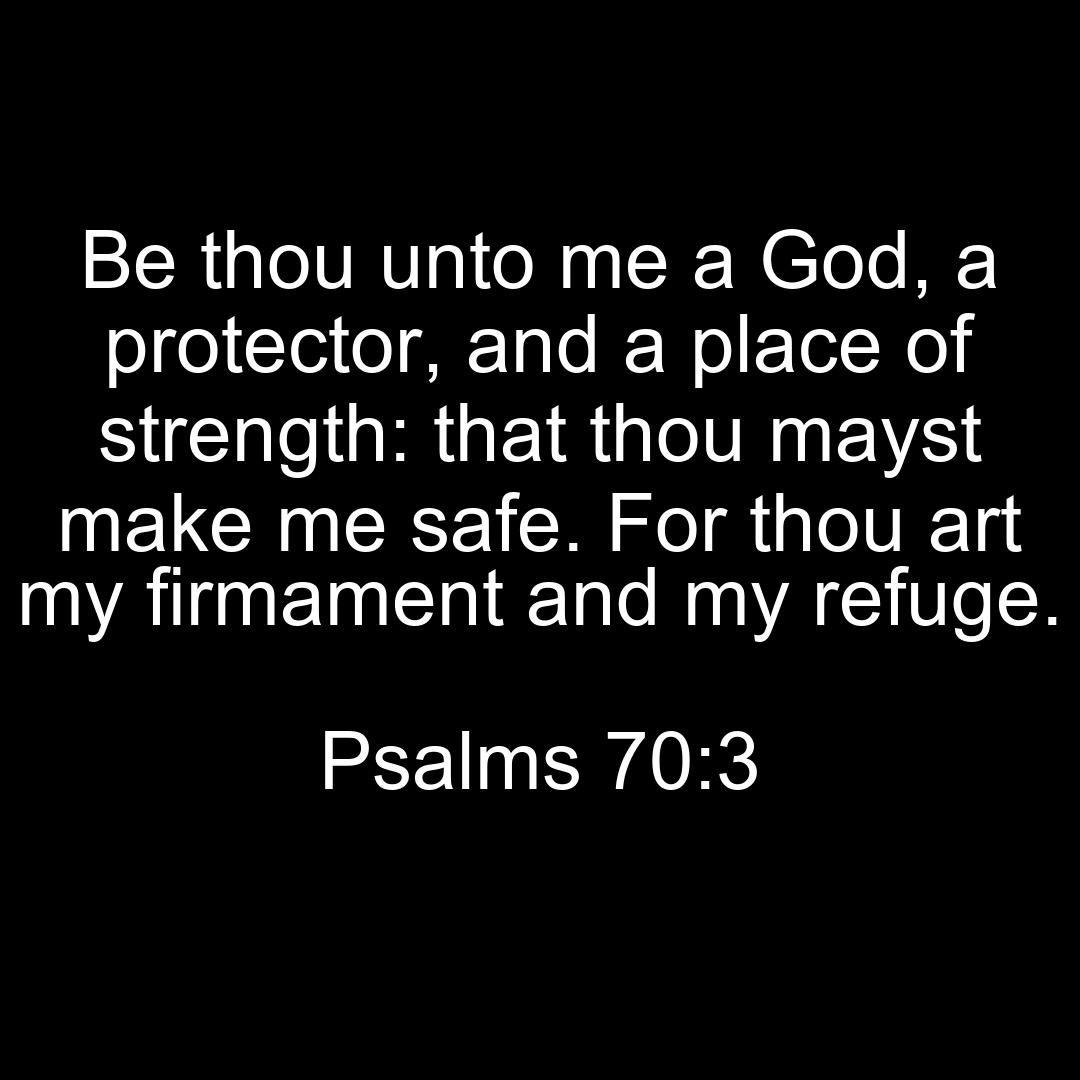 Be thou unto me a God, a
protector, and a place of
strength: that thou mayst
make me safe. For thou art
my firmament and my refuge.
Psalms 70:3